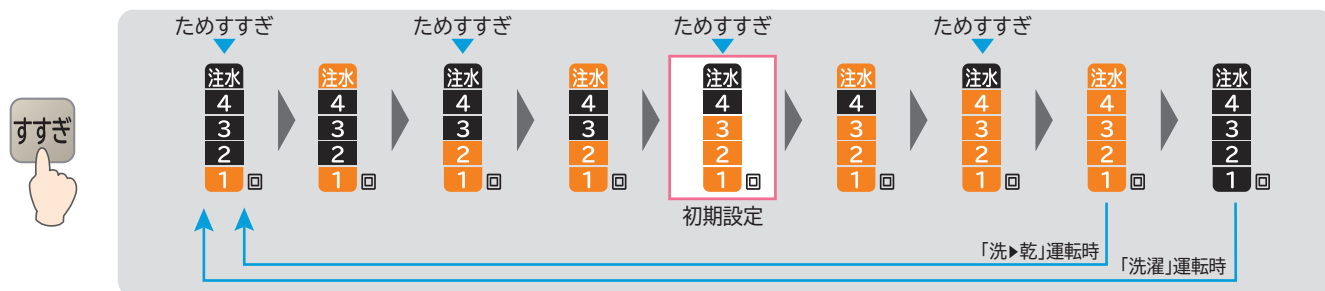 ためすすぎ ためすすぎ ためすすぎ ためすすぎ
注水 注水 注水 注水 注水 注水 注水 注水 注水
4 4 4 4 4 4 4 4 4
すすぎ 3 3 3 3 3 3 3 3 3
2 2 2 2 2 2 2 2 2
1回 1回 1回 1回 1回 1回 1回 1回 1回
初期設定
「洗▶乾」運転時
「洗濯」運転時